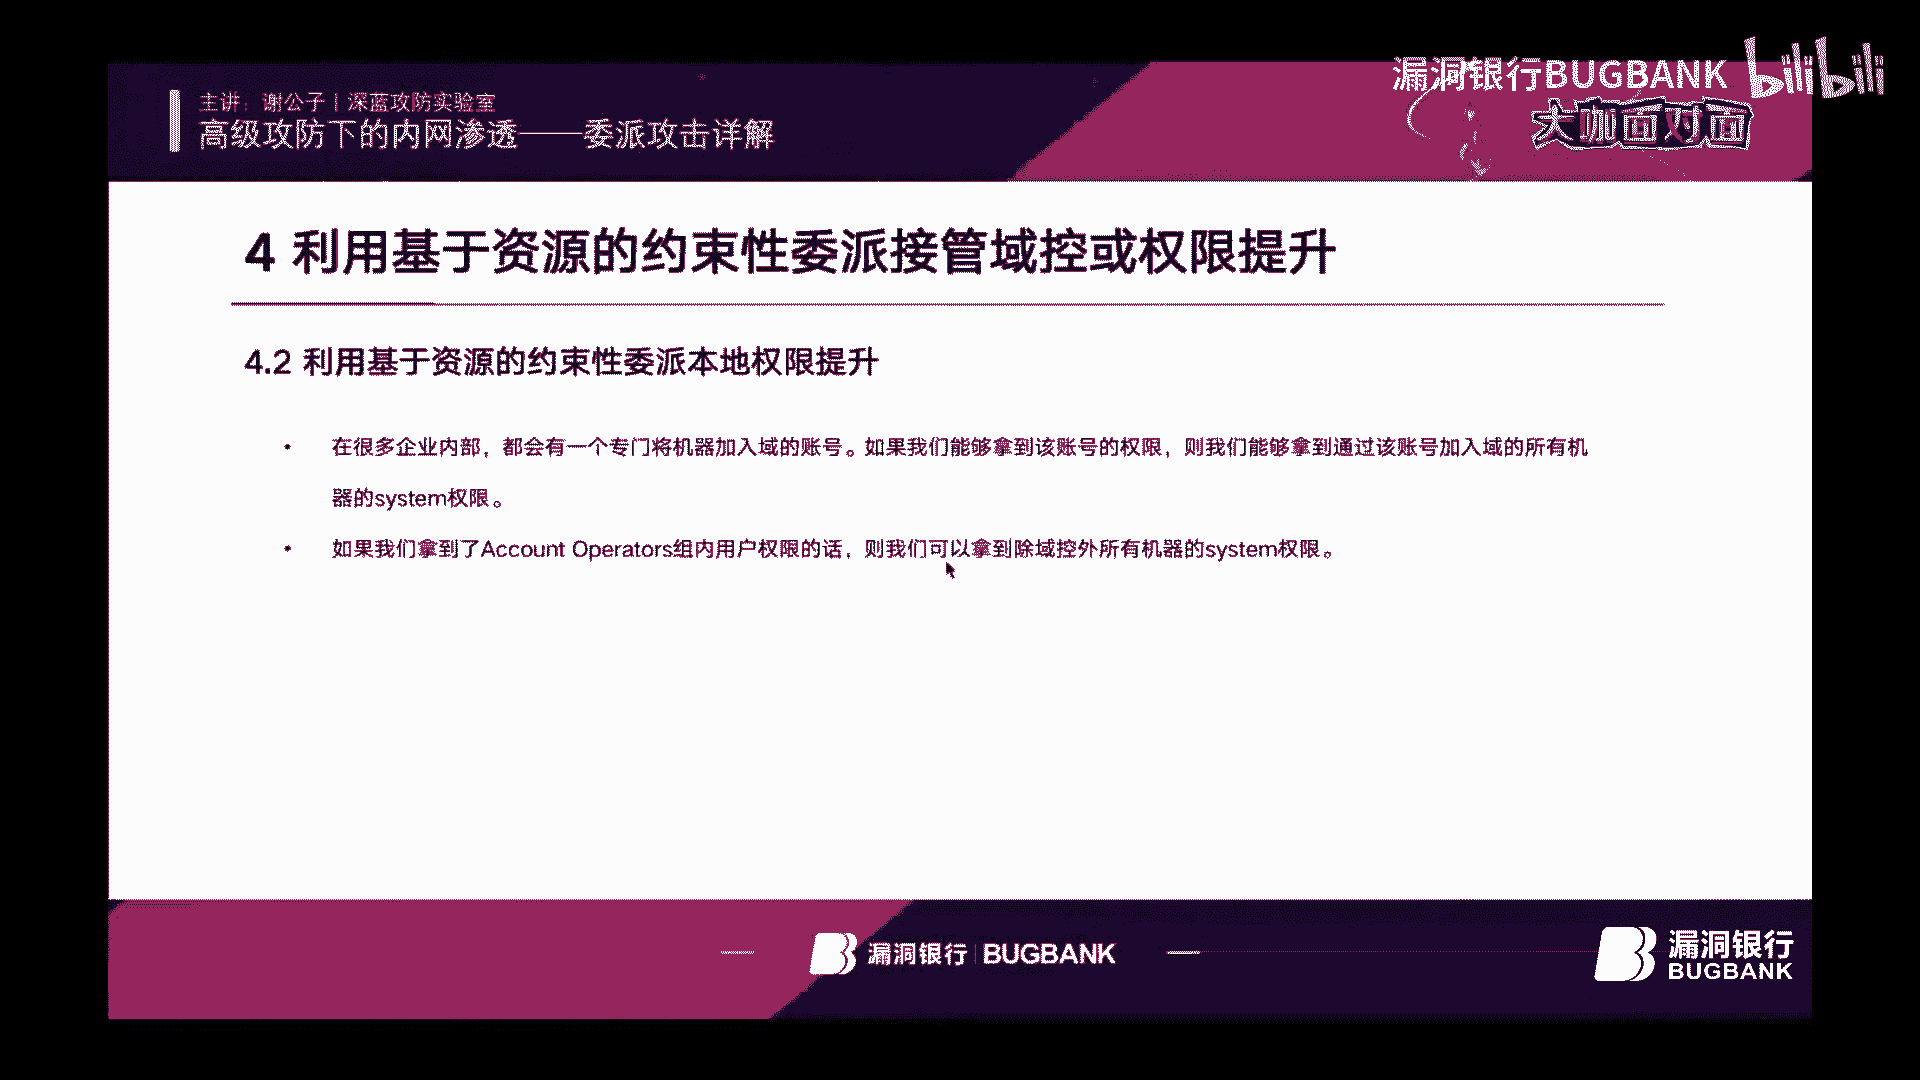 漏洞银行BUGBANK bilibili
大咖面对面
主讲：谢公子 | 深蓝攻防实验室
高级攻防下的内网渗透——委派攻击详解
4 利用基于资源的约束性委派接管域控或权限提升
4.2 利用基于资源的约束性委派本地权限提升
• 在很多企业内部，都会有一个专门将机器加入域的账号。如果我们能够拿到该账号的权限，则我们能够拿到通过该账号加入域的所有机
器的system权限。
• 如果我们拿到了Account Operators组内用户权限的话，则我们可以拿到除域控外所有机器的system权限。
漏洞银行 | BUGBANK
漏洞银行
BUGBANK